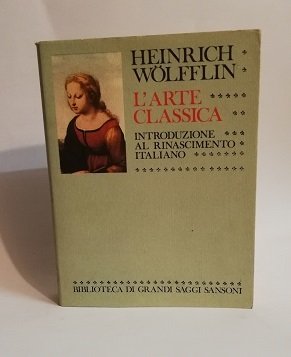 HEINRICH
WÖLFFLIN
L'ARTE
CLASSICA
INTRODUZIONE
AL RINASCIMENTO
ITALIANO
BIBLIOTECA DI GRANDI SAGGI SANSONI